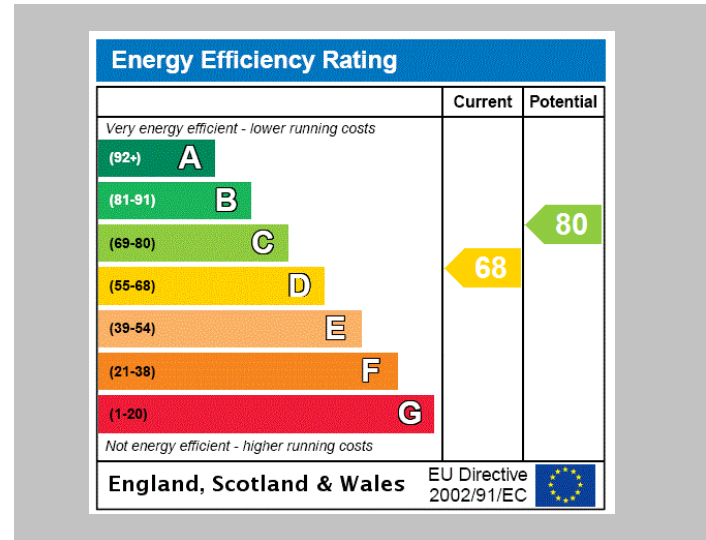 Energy Efficiency Rating
Current Potential
Very energy efficient - lower running costs
(92+) A
(81-91) B
(69-80) C
(55-68) D
(39-54) E
(21-38) F
(1-20) G
80
68
Not energy efficient - higher running costs
England, Scotland & Wales
EU Directive
2002/91/EC